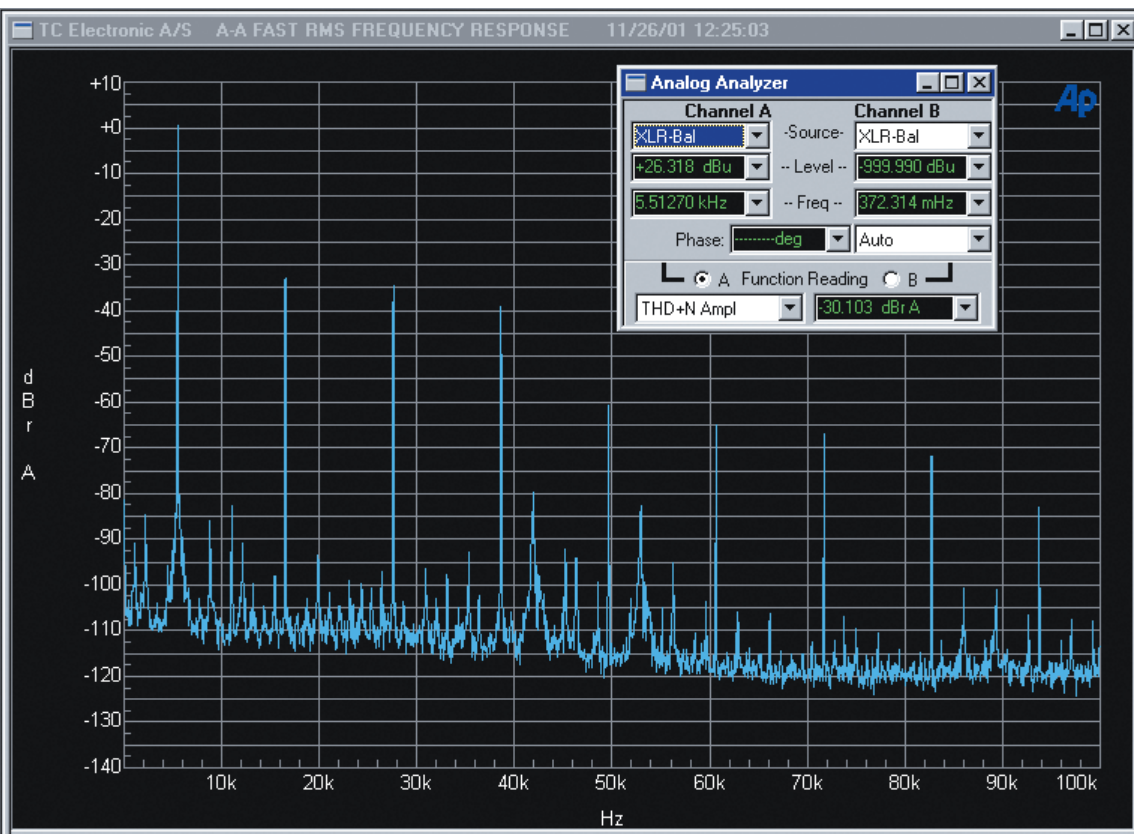 TC Electronic A/S A-A FAST RMS FREQUENCY RESPONSE 11/26/01 12:25:03
Analog Analyzer
Channel A Channel B
XLR-Bal -Source- XLR-Bal
+26.318 dBu -- Level -- -999.990 dBu
5.51270 kHz -- Freq -- 372.314 mHz
Phase: --------deg Auto
A Function Reading B
THD+N Ampl -30.103 dBr A
Ap
+10
+0
-10
-20
-30
-40
-50
-60
-70
-80
-90
-100
-110
-120
-130
-140
d
B
r
A
10k 20k 30k 40k 50k 60k 70k 80k 90k 100k
Hz